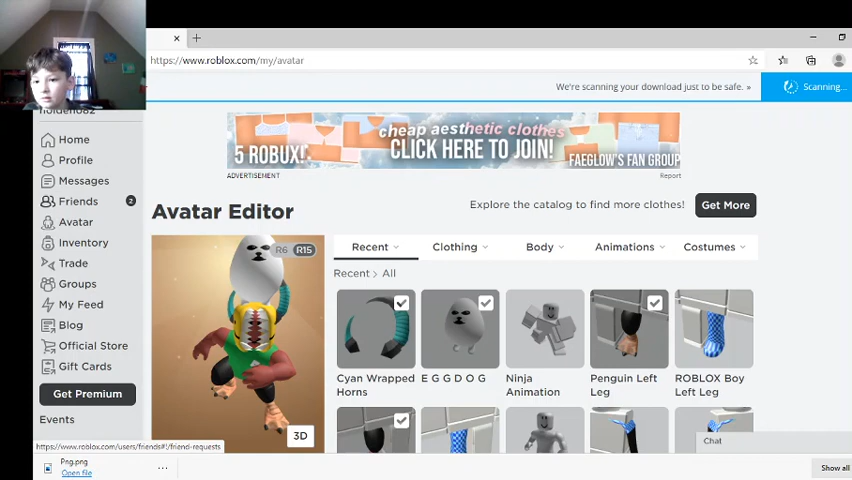 https://www.roblox.com/my/avatar
We're scanning your download just to be safe. »
Scanning...
cheap aesthetic clothes
5 ROBUX!
CLICK HERE TO JOIN!
FAEGLOW'S FAN GROUP
ADVERTISEMENT
Report
Home
Profile
Messages
Friends
2
Avatar
Inventory
Trade
Groups
My Feed
Blog
Official Store
Gift Cards
Get Premium
Events
Avatar Editor
Explore the catalog to find more clothes!
Get More
R6
R15
3D
Recent
Clothing
Body
Animations
Costumes
Recent > All
Cyan Wrapped
Horns
E G G D O G
Ninja
Animation
Penguin Left
Leg
ROBLOX Boy
Left Leg
Chat
https://www.roblox.com/users/friends#!/friend-requests
Png.png
Open file
...
Show all